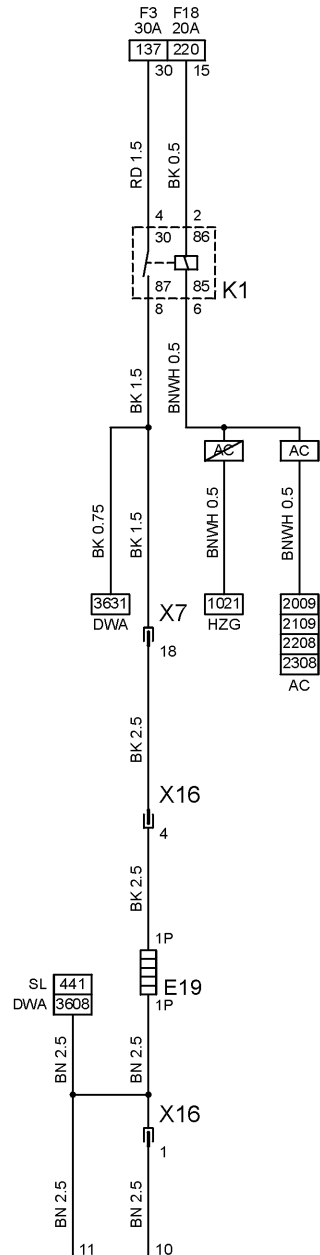 F3 F18
30A 20A
137 220
30 15
RD 1.5 BK 0.5
4 2
30 86
87 85
K1
8 6
BK 1.5 BNWH 0.5
AC AC
BK 0.75 BK 1.5 BNWH 0.5 BNWH 0.5
3631 1021 2009
DWA X7 HZG 2109
18 2208
2308
AC
BK 2.5
X16
4
BK 2.5
1P
SL 441 E19
DWA 3608 1P
BN 2.5 BN 2.5
X16
1
BN 2.5 BN 2.5
11 10